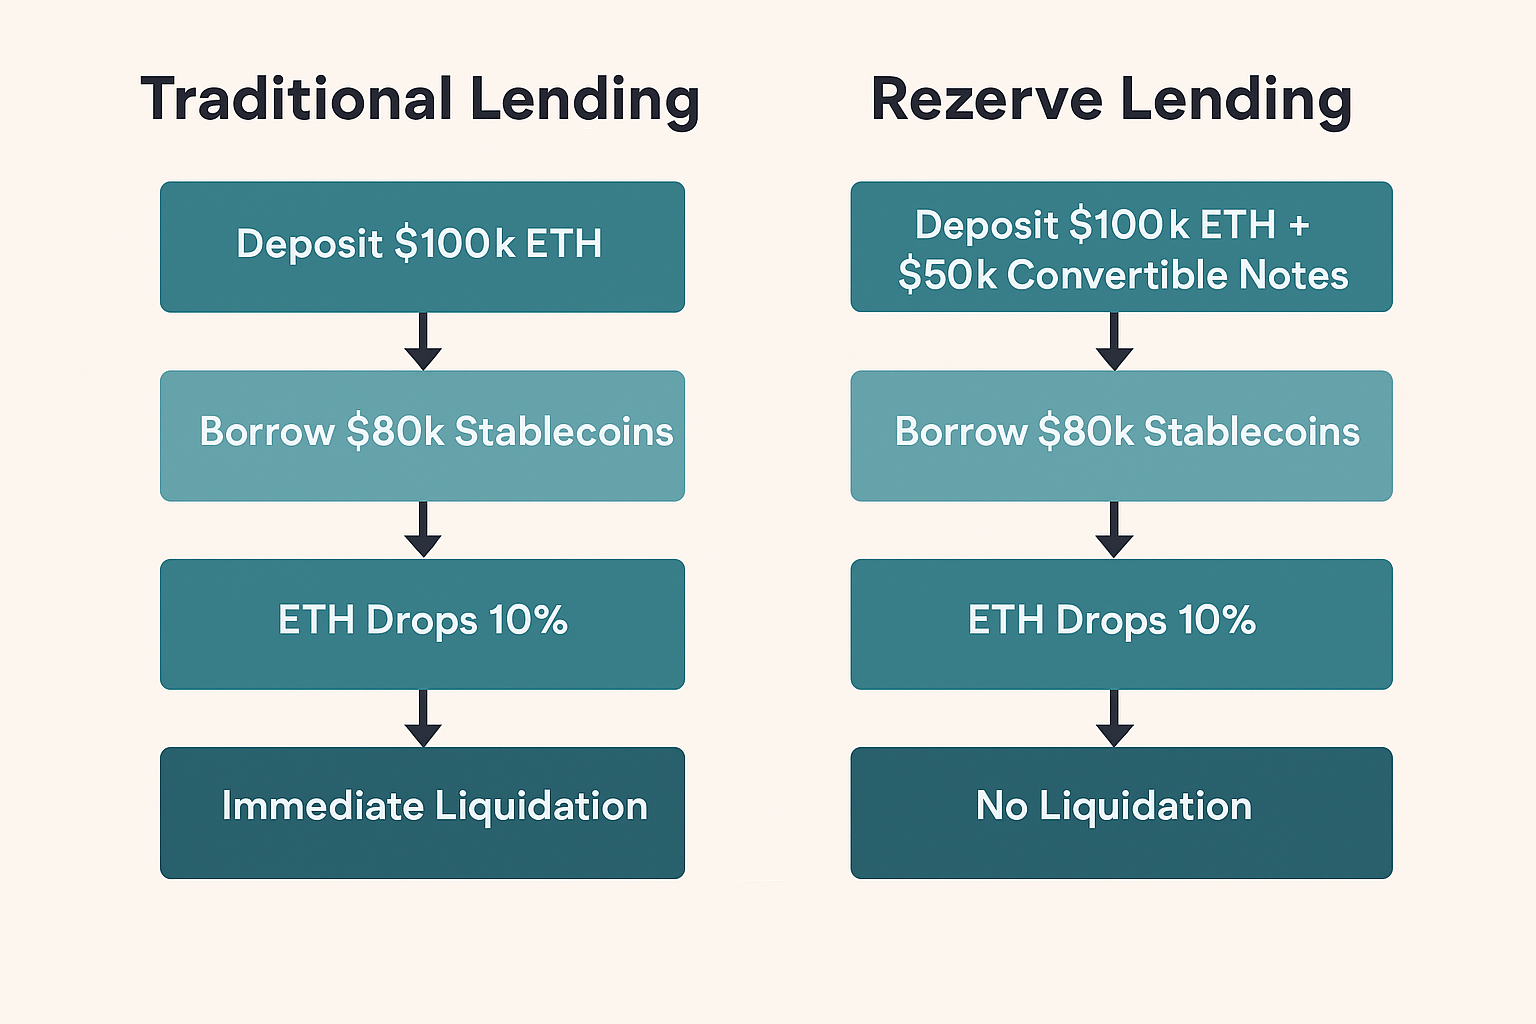 Traditional Lending
Deposit $100k ETH
Borrow $80k Stablecoins
ETH Drops 10%
Immediate Liquidation
Rezerve Lending
Deposit $100k ETH +
$50k Convertible Notes
Borrow $80k Stablecoins
ETH Drops 10%
No Liquidation